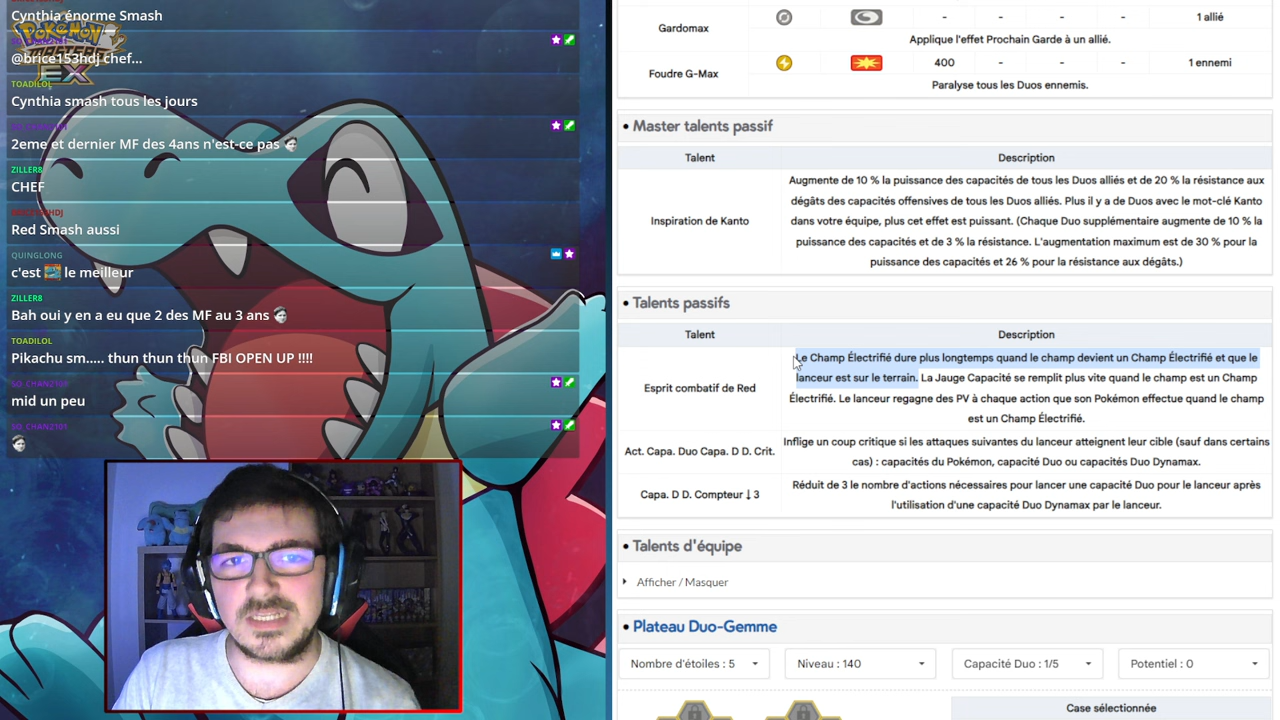 Cynthia énorme Smash
POKéMON
MASTERS
EX
SO_CHAN2101
@brice153hdj chef...
TOADILOL
Cynthia smash tous les jours
SO_CHAN2101
2eme et dernier MF des 4ans n'est-ce pas
ZILLER8
CHEF
BRICE153HDJ
Red Smash aussi
QUINGLONG
c'est le meilleur
ZILLER8
Bah oui y en a eu que 2 des MF au 3 ans
TOADILOL
Pikachu sm..... thun thun thun FBI OPEN UP !!!!
SO_CHAN2101
mid un peu
SO_CHAN2101
Gardomax - - - - 1 allié
Applique l'effet Prochain Garde à un allié.
Foudre G-Max 400 - - - 1 ennemi
Paralyse tous les Duos ennemis.
• Master talents passif
Talent Description
Inspiration de Kanto
Augmente de 10 % la puissance des capacités de tous les Duos alliés et de 20 % la résistance aux
dégâts des capacités offensives de tous les Duos alliés. Plus il y a de Duos avec le mot-clé Kanto
dans votre équipe, plus cet effet est puissant. (Chaque Duo supplémentaire augmente de 10 % la
puissance des capacités et de 3 % la résistance. L'augmentation maximum est de 30 % pour la
puissance des capacités et 26 % pour la résistance aux dégâts.)
• Talents passifs
Talent Description
Esprit combatif de Red
Le Champ Électrifié dure plus longtemps quand le champ devient un Champ Électrifié et que le
lanceur est sur le terrain. La Jauge Capacité se remplit plus vite quand le champ est un Champ
Électrifié. Le lanceur regagne des PV à chaque action que son Pokémon effectue quand le champ
est un Champ Électrifié.
Act. Capa. Duo Capa. D D. Crit.
Inflige un coup critique si les attaques suivantes du lanceur atteignent leur cible (sauf dans certains
cas) : capacités du Pokémon, capacité Duo ou capacités Duo Dynamax.
Capa. D D. Compteur ↓ 3
Réduit de 3 le nombre d'actions nécessaires pour lancer une capacité Duo pour le lanceur après
l'utilisation d'une capacité Duo Dynamax par le lanceur.
• Talents d'équipe
Afficher / Masquer
• Plateau Duo-Gemme
Nombre d'étoiles : 5 Niveau : 140 Capacité Duo : 1/5 Potentiel : 0
Case sélectionnée